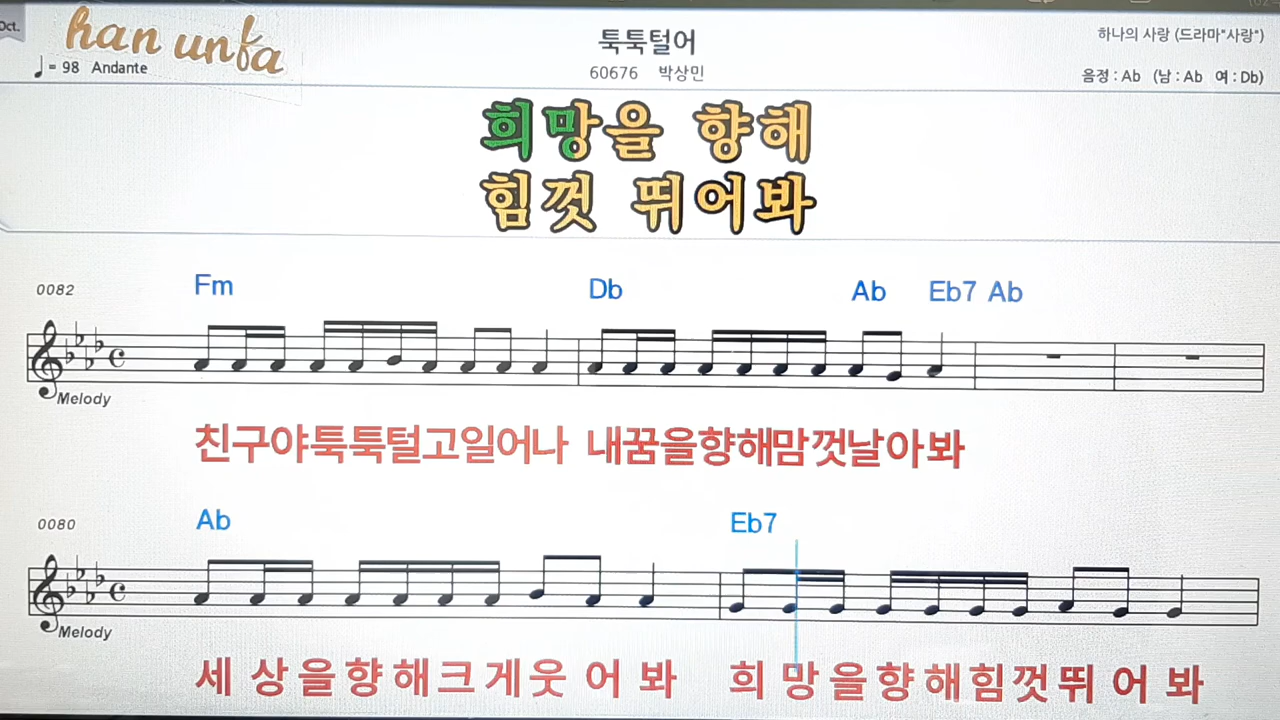 Oct.
han unfa
♩= 98 Andante
툭툭털어
60676 박상민
하나의 사랑 (드라마"사랑")
음정 : Ab (남 : Ab 여 : Db)
희망을 향해
힘껏 뛰어봐
0082
Fm Db Ab Eb7 Ab
Melody
친구야툭툭털고일어나 내꿈을향해맘껏날아봐
0080
Ab Eb7
Melody
세상을향해크게웃어봐 희망을향해힘껏뛰어봐